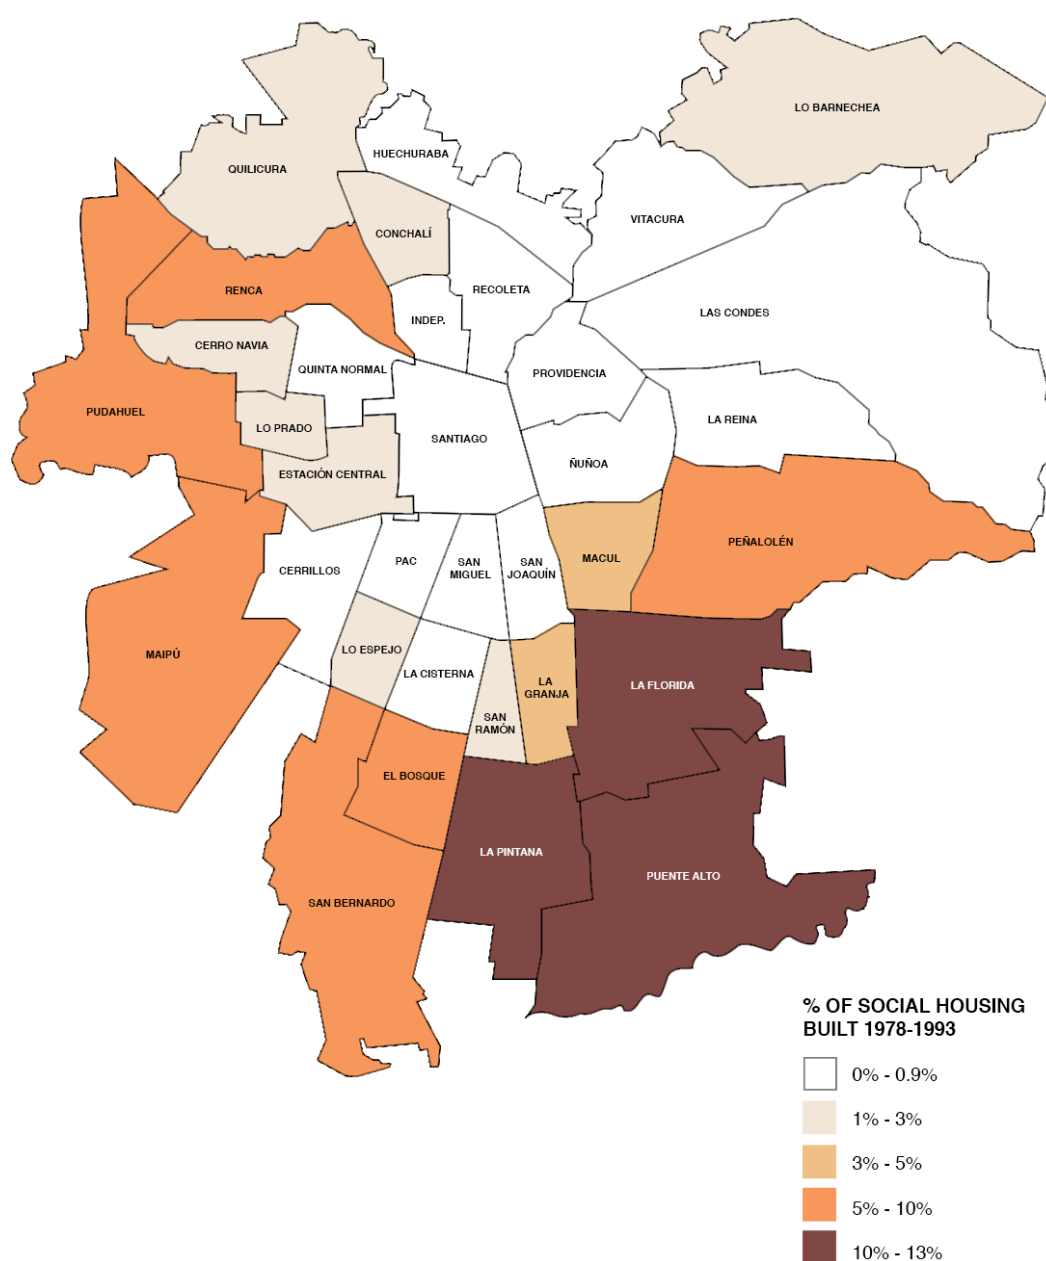 LO BARNECHEA
HUECHURABA
QUILICURA
VITACURA
CONCHALÍ
RENCA
RECOLETA
LAS CONDES
INDEP.
CERRO NAVIA
QUINTA NORMAL
PROVIDENCIA
PUDAHUEL
LO PRADO
SANTIAGO
LA REINA
ÑUÑOA
ESTACIÓN CENTRAL
PEÑALOLÉN
MACUL
CERRILLOS
PAC
SAN
MIGUEL
SAN
JOAQUÍN
MAIPÚ
LO ESPEJO
LA CISTERNA
LA
GRANJA
LA FLORIDA
SAN
RAMÓN
EL BOSQUE
LA PINTANA
PUENTE ALTO
SAN BERNARDO
% OF SOCIAL HOUSING
BUILT 1978-1993
0% - 0.9%
1% - 3%
3% - 5%
5% - 10%
10% - 13%